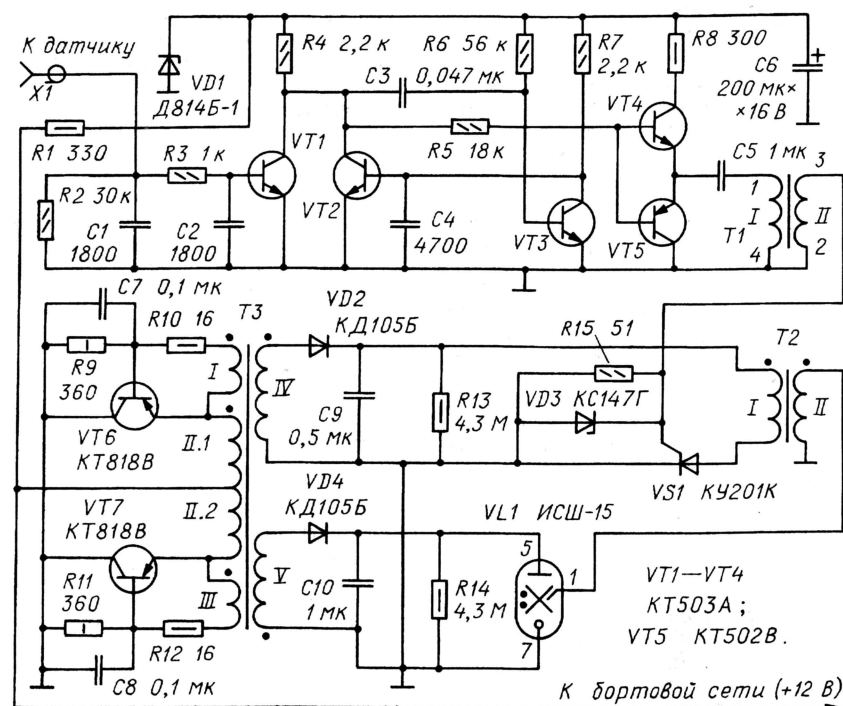 К датчику
X1
VD1
Д814Б-1
R4 2,2 к
C3
0,047 мк
R6 56 к
R7
2,2 к
R8 300
C6
200 мк×
×16 В
+
R1 330
R3 1 к
R2 30 к
C1
1800
C2
1800
VT1
VT2
R5 18 к
C4
4700
VT3
VT4
VT5
C5 1 мк
1
I
4
T1
3
II
2
C7 0,1 мк
R10 16
R9
360
VT6
КТ818В
T3
I
II.1
II.2
III
IV
V
VD2
КД105Б
C9
0,5 мк
R13
4,3 М
R15 51
VD3 КС147Г
VS1 КУ201К
T2
I
II
VT7
КТ818В
R11
360
R12 16
C8 0,1 мк
VD4
КД105Б
C10
1 мк
R14
4,3 М
VL1 ИСШ-15
5
1
7
VT1—VT4
КТ503А;
VT5 КТ502В.
К бортовой сети (+12 В)